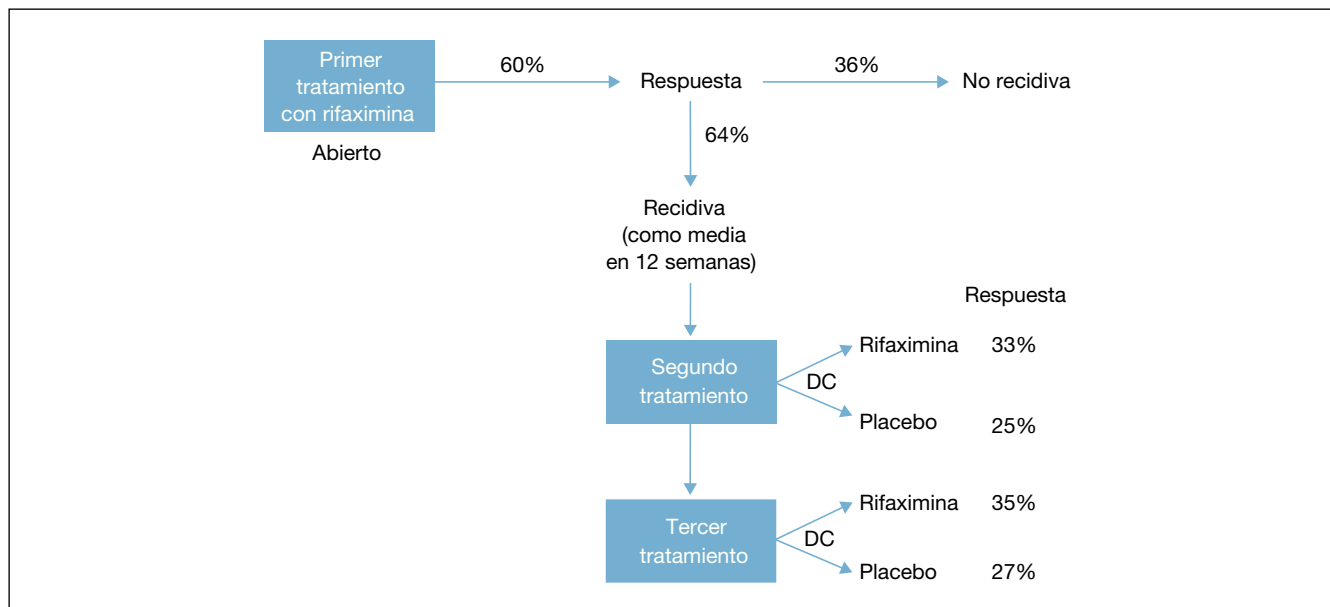 Primer
tratamiento
con rifaximina
Abierto
60%
Respuesta
36%
No recidiva
64%
Recidiva
(como media
en 12 semanas)
Respuesta
Segundo
tratamiento
DC
Rifaximina 33%
Placebo 25%
Tercer
tratamiento
DC
Rifaximina 35%
Placebo 27%